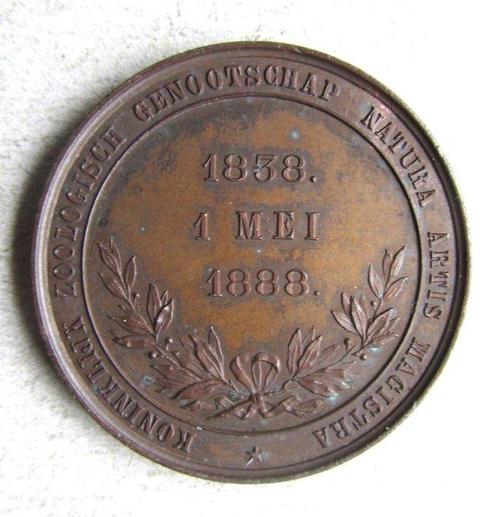 KONINKLIJK ZOOLOGISCH GENOOTSCHAP NATURA ARTIS MAGISTRA
1838.
1 MEI
1888.